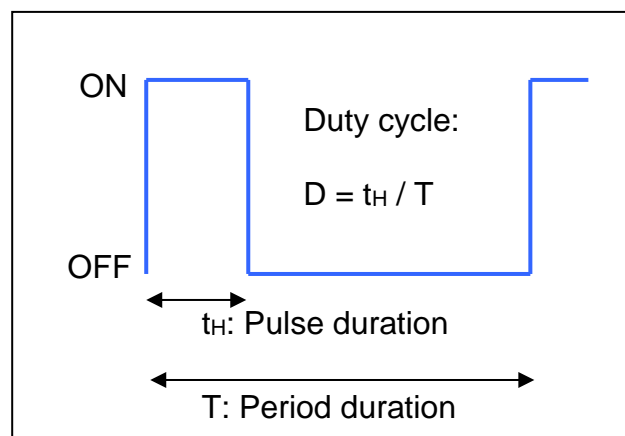 ON
Duty cycle:
D = tH / T
OFF
tH: Pulse duration
T: Period duration